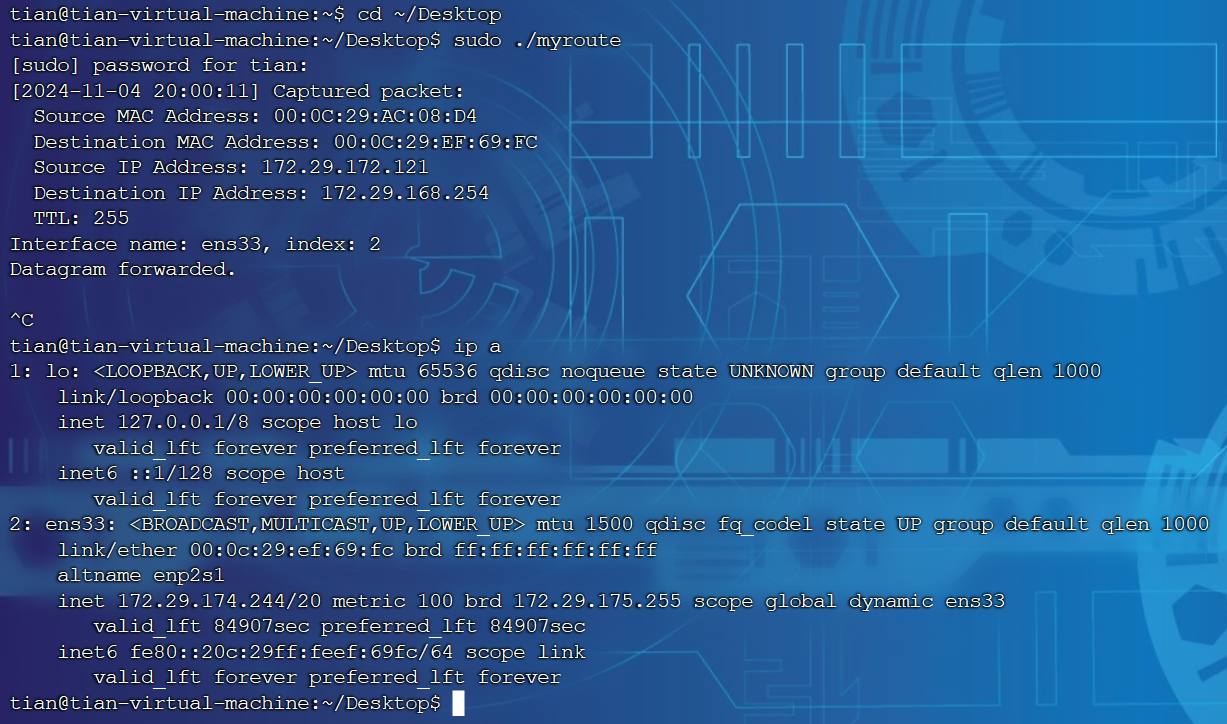 tian@tian-virtual-machine:~$ cd ~/Desktop
tian@tian-virtual-machine:~/Desktop$ sudo ./myroute
[sudo] password for tian:
[2024-11-04 20:00:11] Captured packet:
  Source MAC Address: 00:0C:29:AC:08:D4
  Destination MAC Address: 00:0C:29:EF:69:FC
  Source IP Address: 172.29.172.121
  Destination IP Address: 172.29.168.254
  TTL: 255
Interface name: ens33, index: 2
Datagram forwarded.

^C
tian@tian-virtual-machine:~/Desktop$ ip a
1: lo: <LOOPBACK,UP,LOWER_UP> mtu 65536 qdisc noqueue state UNKNOWN group default qlen 1000
    link/loopback 00:00:00:00:00:00 brd 00:00:00:00:00:00
    inet 127.0.0.1/8 scope host lo
       valid_lft forever preferred_lft forever
    inet6 ::1/128 scope host
       valid_lft forever preferred_lft forever
2: ens33: <BROADCAST,MULTICAST,UP,LOWER_UP> mtu 1500 qdisc fq_codel state UP group default qlen 1000
    link/ether 00:0c:29:ef:69:fc brd ff:ff:ff:ff:ff:ff
    altname enp2s1
    inet 172.29.174.244/20 metric 100 brd 172.29.175.255 scope global dynamic ens33
       valid_lft 84907sec preferred_lft 84907sec
    inet6 fe80::20c:29ff:feef:69fc/64 scope link
       valid_lft forever preferred_lft forever
tian@tian-virtual-machine:~/Desktop$